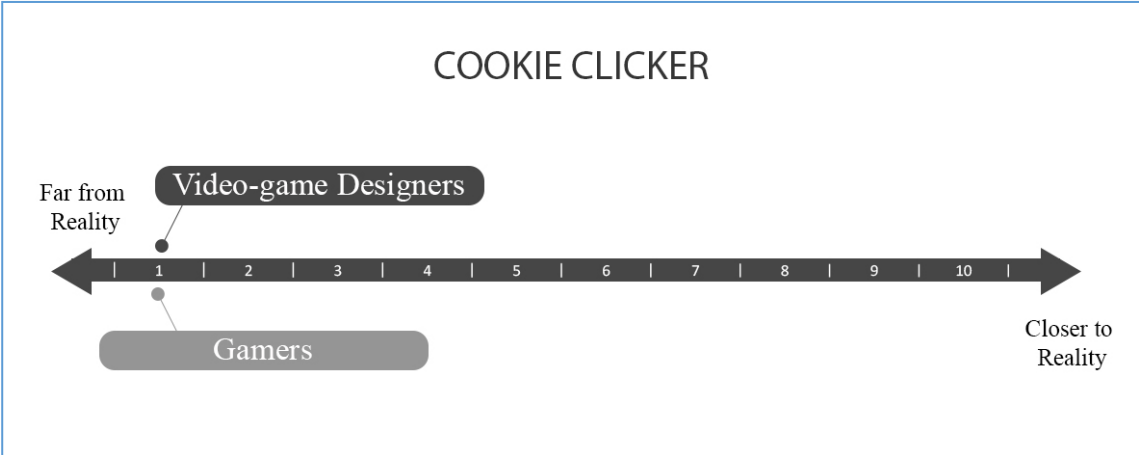 COOKIE CLICKER
Video-game Designers
Far from
Reality
| 1 | 2 | 3 | 4 | 5 | 6 | 7 | 8 | 9 | 10 |
Gamers
Closer to
Reality